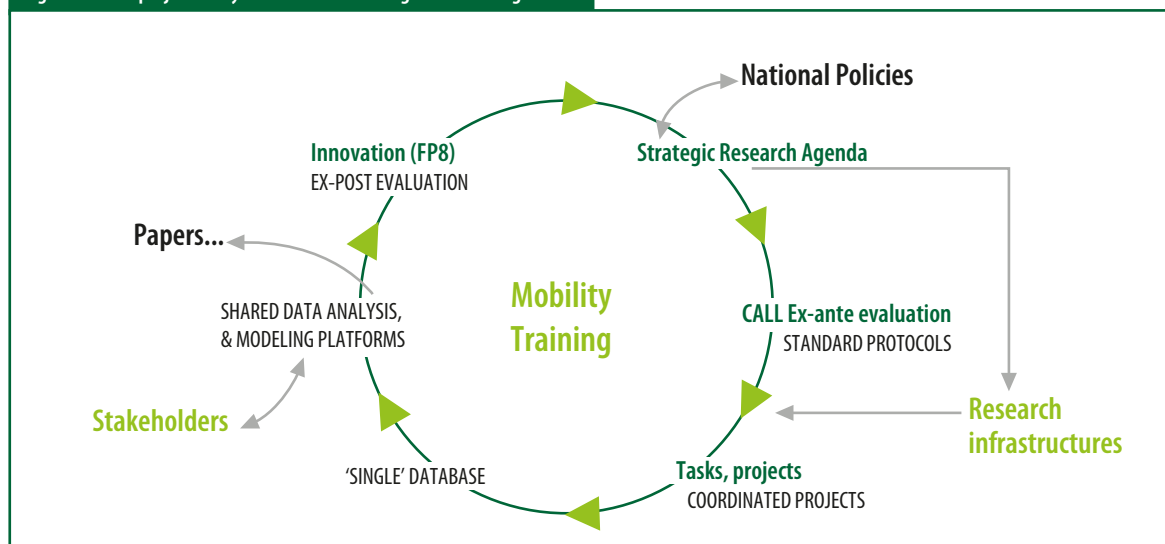 National Policies
Innovation (FP8)
EX-POST EVALUATION
Strategic Research Agenda
Papers...
SHARED DATA ANALYSIS,
& MODELING PLATFORMS
Mobility
Training
CALL Ex-ante evaluation
STANDARD PROTOCOLS
Stakeholders
Research
infrastructures
'SINGLE' DATABASE
Tasks, projects
COORDINATED PROJECTS